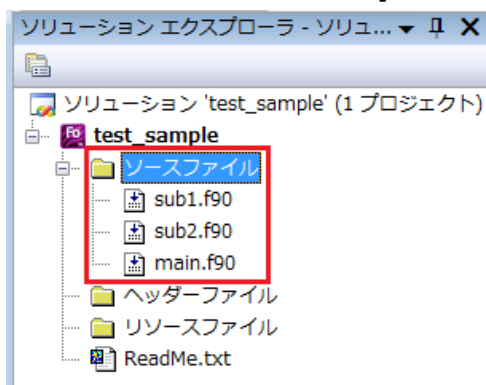 ソリューション エクスプローラ - ソリュ...
ソリューション 'test_sample' (1 プロジェクト)
test_sample
ソースファイル
sub1.f90
sub2.f90
main.f90
ヘッダーファイル
リソースファイル
ReadMe.txt